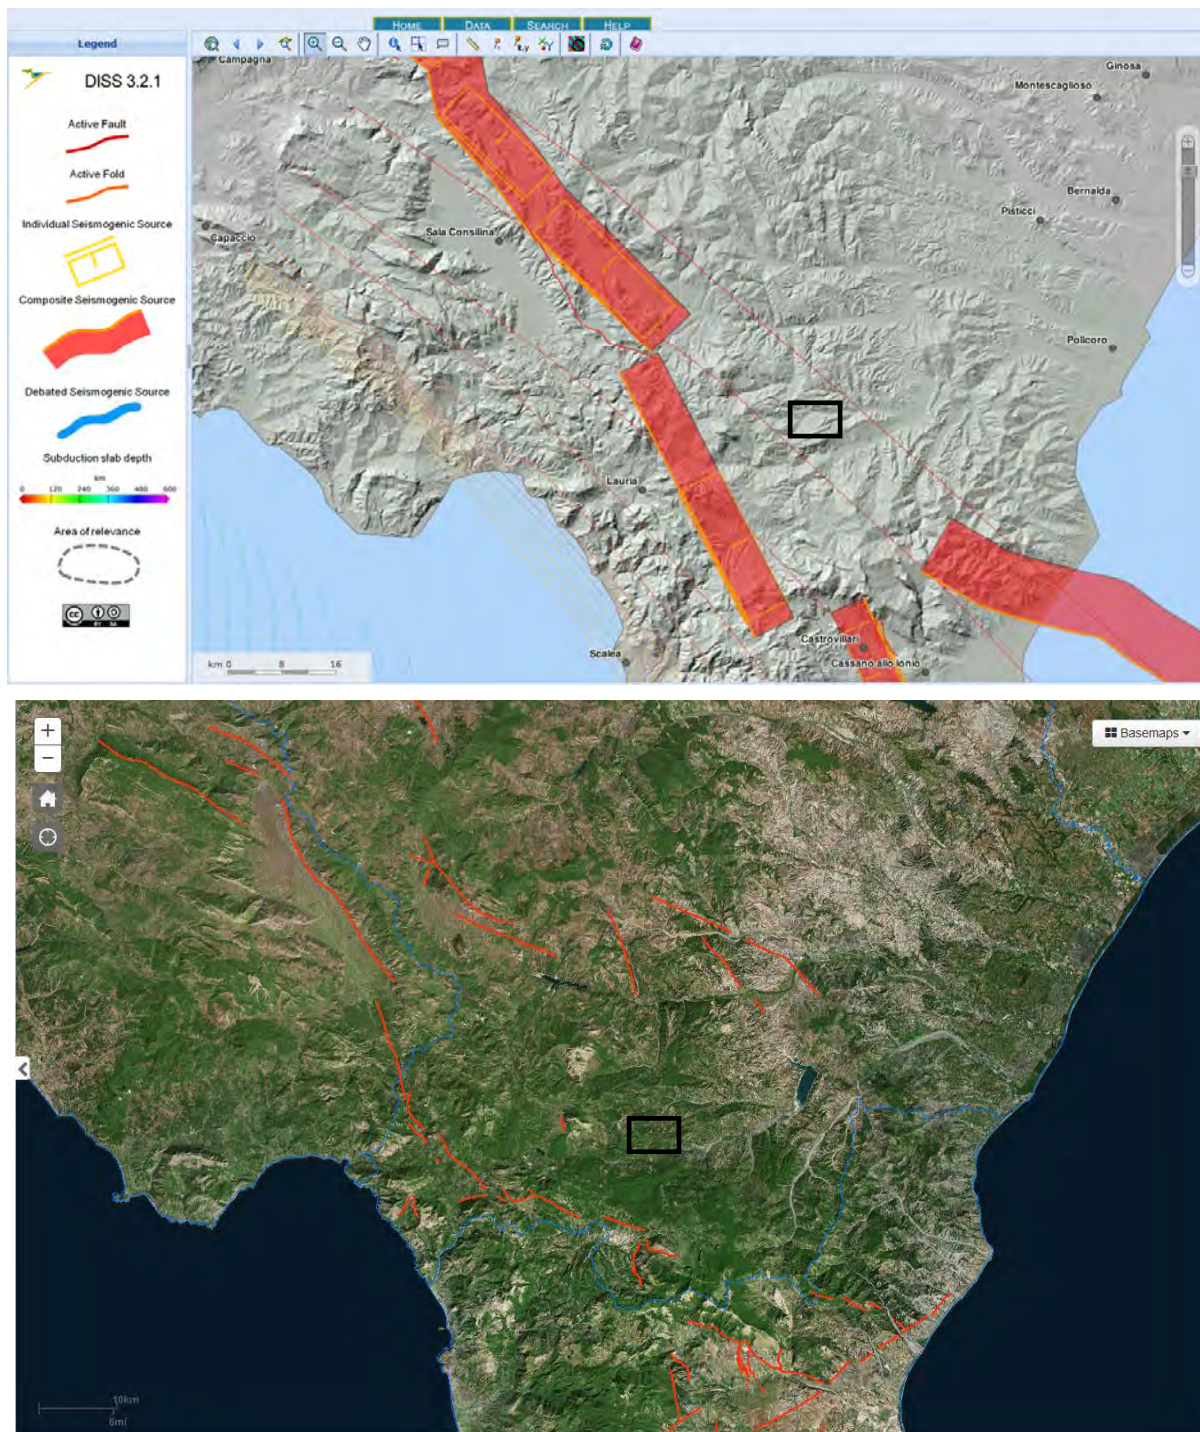 HOME DATA SEARCH HELP
Legend
DISS 3.2.1
Active Fault
Active Fold
Individual Seismogenic Source
Composite Seismogenic Source
Debated Seismogenic Source
Subduction slab depth
km
0 120 240 360 480 600
Area of relevance
cc
BY SA
Campagna
Ginosa
Montescaglioso
Bernalda
Pisticci
Capaccio
Sala Consilina
Policoro
Lauria
Castrovillari
Scalea
Cassano allo Ionio
km 0 8 16
+
−
Basemaps
10km
6mi